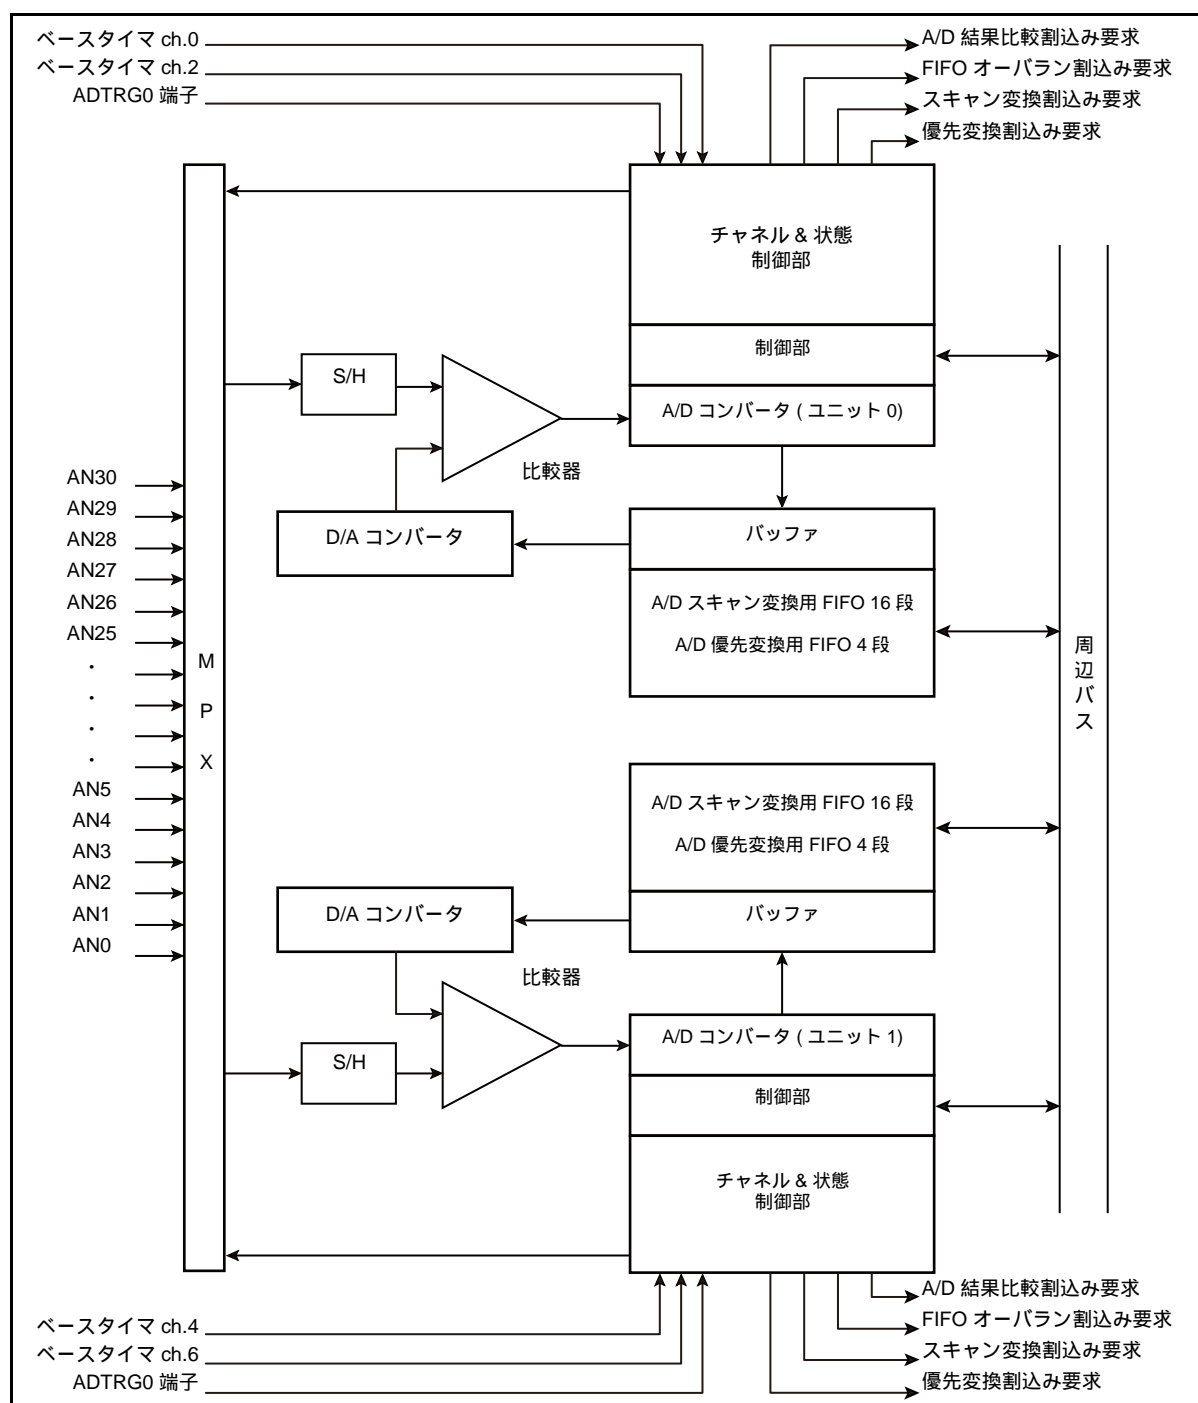 ベースタイマ ch.0
ベースタイマ ch.2
ADTRG0 端子
A/D 結果比較割込み要求
FIFO オーバラン割込み要求
スキャン変換割込み要求
優先変換割込み要求
チャネル & 状態
制御部
制御部
S/H
A/D コンバータ ( ユニット 0)
比較器
AN30
AN29
AN28
AN27
AN26
AN25
・
・
・
・
AN5
AN4
AN3
AN2
AN1
AN0
M
P
X
D/A コンバータ
バッファ
A/D スキャン変換用 FIFO 16 段
A/D 優先変換用 FIFO 4 段
周
辺
バ
ス
A/D スキャン変換用 FIFO 16 段
A/D 優先変換用 FIFO 4 段
D/A コンバータ
バッファ
比較器
A/D コンバータ ( ユニット 1)
S/H
制御部
チャネル & 状態
制御部
ベースタイマ ch.4
ベースタイマ ch.6
ADTRG0 端子
A/D 結果比較割込み要求
FIFO オーバラン割込み要求
スキャン変換割込み要求
優先変換割込み要求